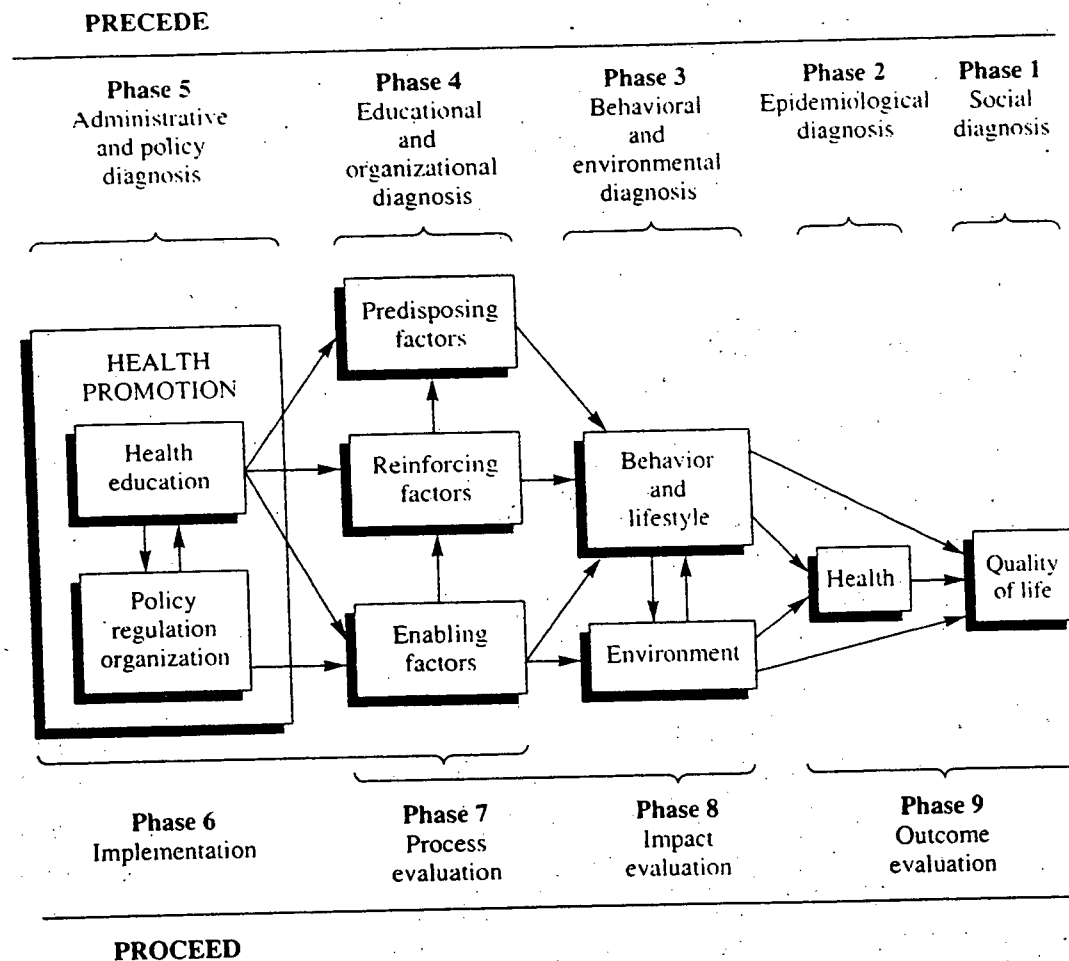 PRECEDE
Phase 5
Administrative
and policy
diagnosis
Phase 4
Educational
and
organizational
diagnosis
Phase 3
Behavioral
and
environmental
diagnosis
Phase 2
Epidemiological
diagnosis
Phase 1
Social
diagnosis
HEALTH
PROMOTION
Health
education
Policy
regulation
organization
Predisposing
factors
Reinforcing
factors
Enabling
factors
Behavior
and
lifestyle
Environment
Health
Quality
of life
Phase 6
Implementation
Phase 7
Process
evaluation
Phase 8
Impact
evaluation
Phase 9
Outcome
evaluation
PROCEED